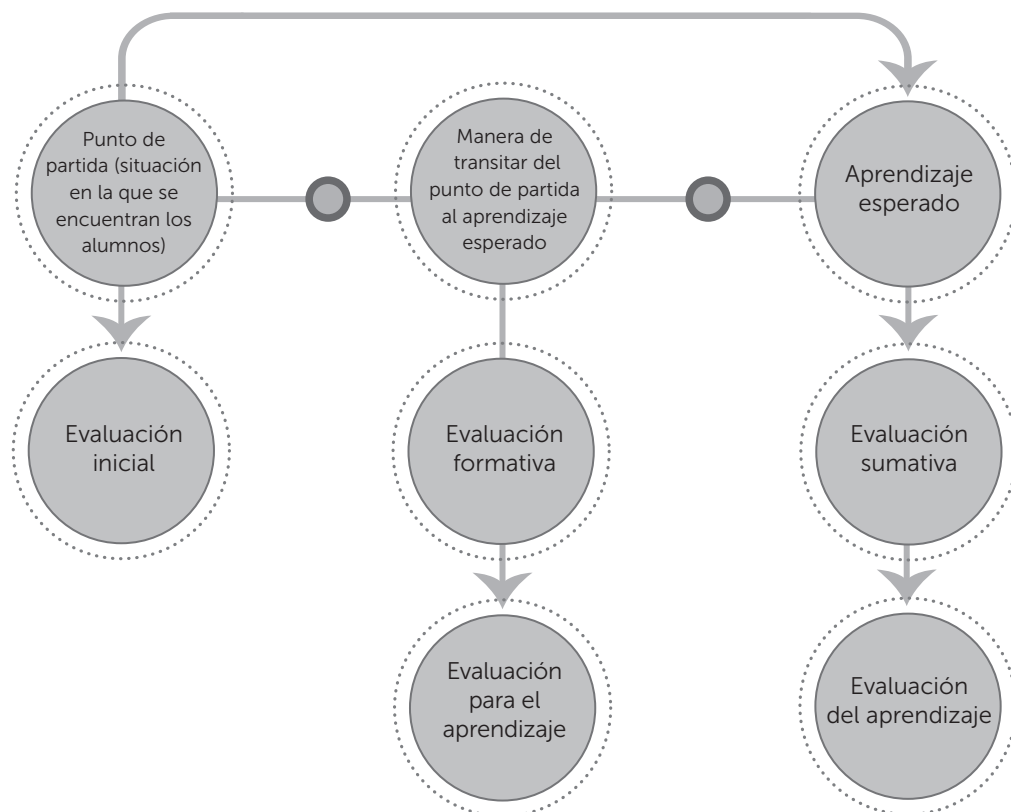 Punto de
partida (situación
en la que se
encuentran los
alumnos)
Manera de
transitar del
punto de partida
al aprendizaje
esperado
Aprendizaje
esperado
Evaluación
inicial
Evaluación
formativa
Evaluación
sumativa
Evaluación
para el
aprendizaje
Evaluación
del aprendizaje